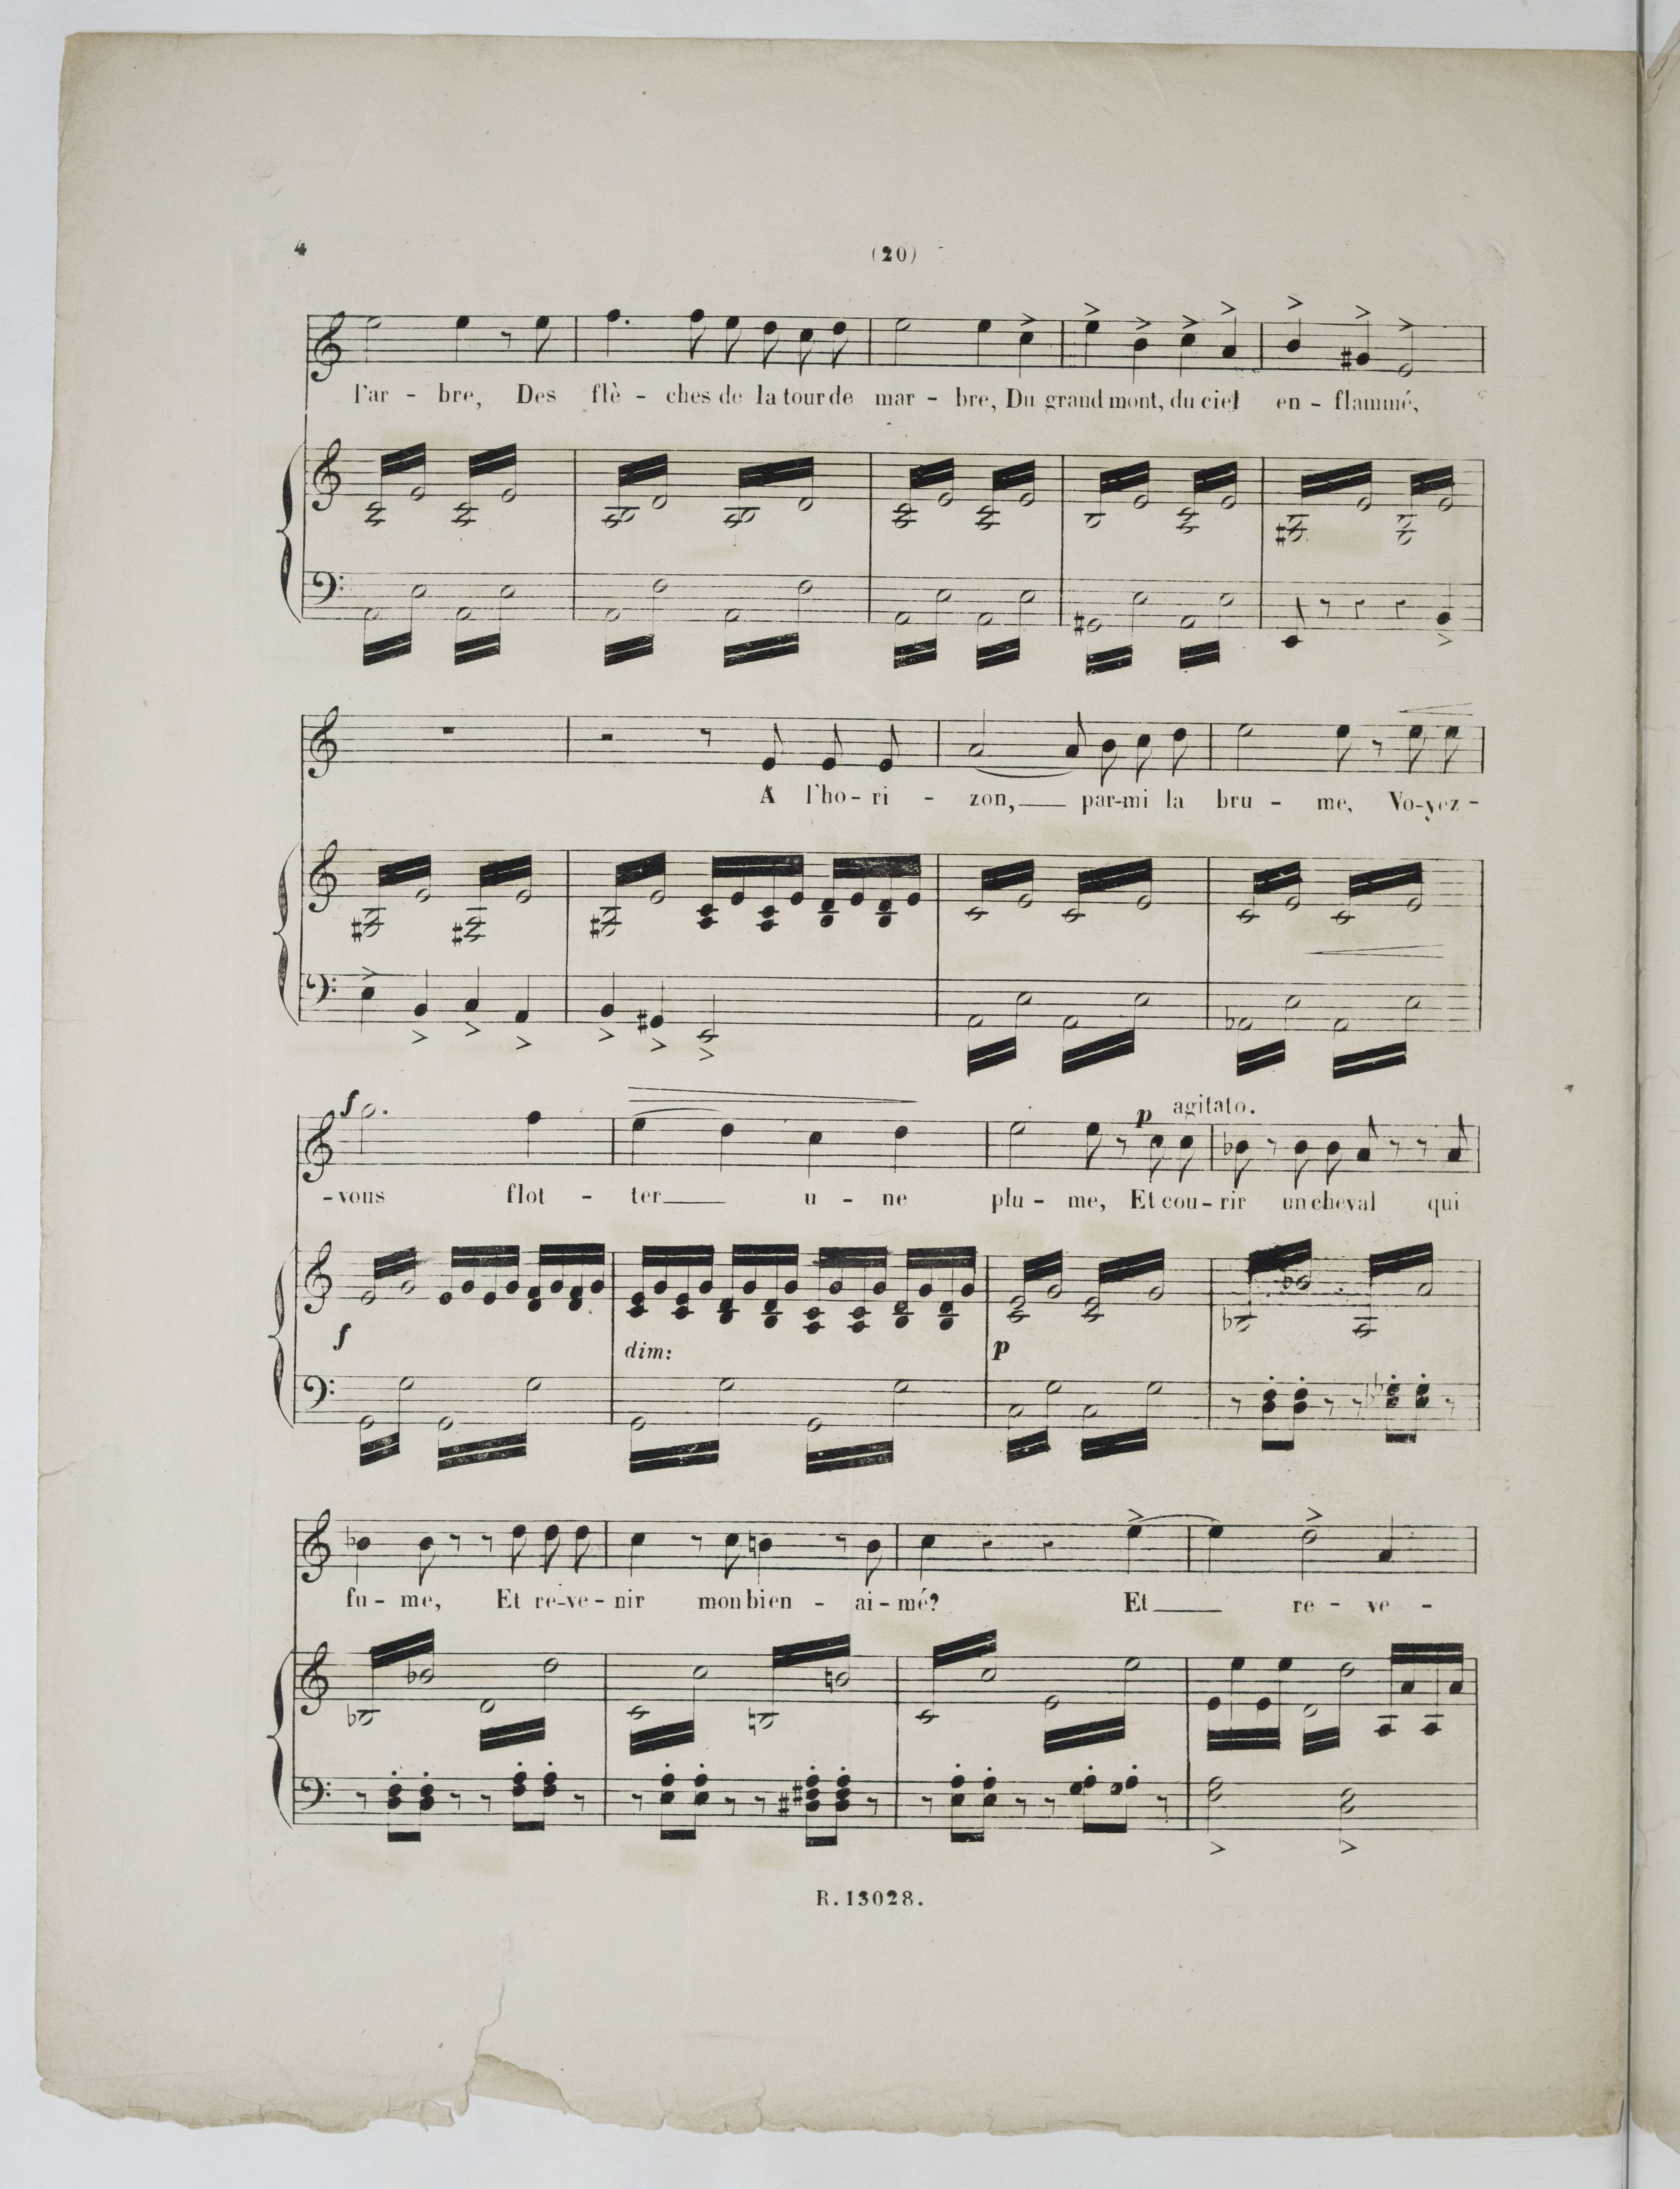 4
(20)
l'ar - bre, Des flè - ches de la tour de mar - bre, Du grand mont, du ciel en - flammé,
A l'ho - ri - zon, par-mi la bru - me, Vo-yez -
f
p agitato.
-vous flot - ter u - ne plu - me, Et cou - rir un cheval qui
f dim: p
fu - me, Et re-ve - nir mon bien - ai - mé? Et re - ve -
R. 13028.